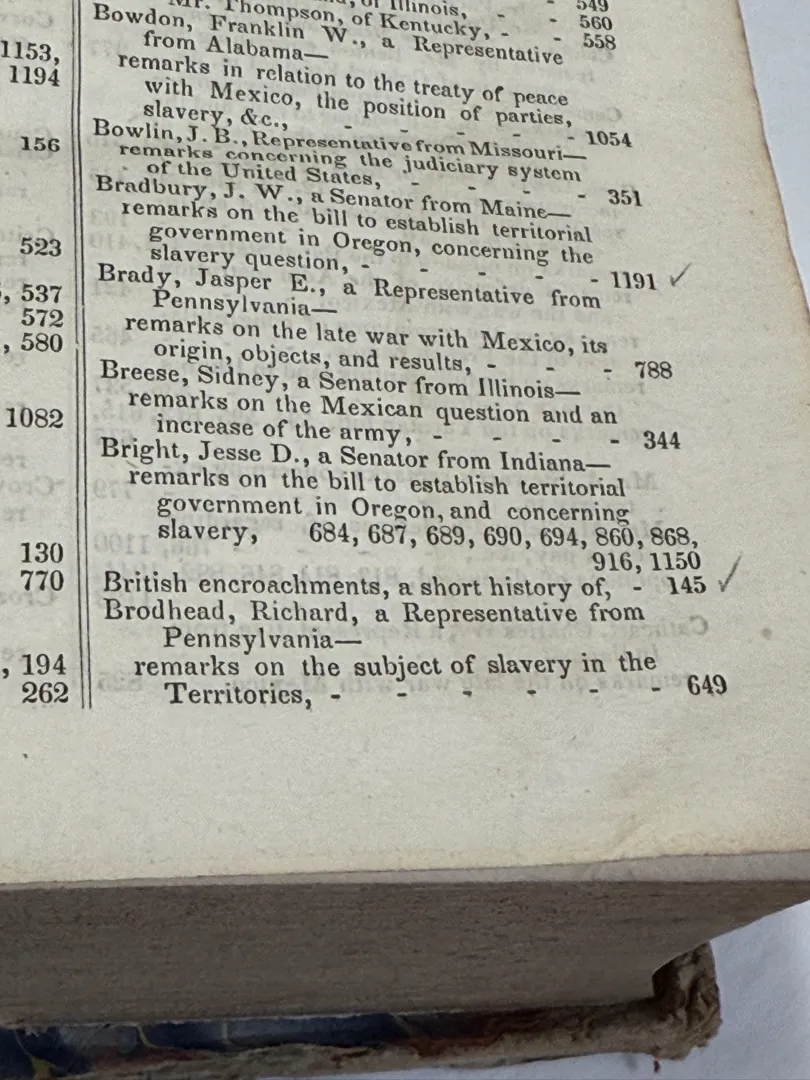 1153,
1194
156
523
, 537
572
, 580
1082
130
770
, 194
262
of Illinois, - - 549
Mr. Thompson, of Kentucky, - - 560
558
Bowdon, Franklin W., a Representative
from Alabama—
remarks in relation to the treaty of peace
with Mexico, the position of parties,
slavery, &c., - - - - - 1054
Bowlin, J. B., Representative from Missouri—
remarks concerning the judiciary system
of the United States, - - - - 351
Bradbury, J. W., a Senator from Maine—
remarks on the bill to establish territorial
government in Oregon, concerning the
slavery question, - - - - - 1191 ✓
Brady, Jasper E., a Representative from
Pennsylvania—
remarks on the late war with Mexico, its
origin, objects, and results, - - - 788
Breese, Sidney, a Senator from Illinois—
remarks on the Mexican question and an
increase of the army, - - - - 344
Bright, Jesse D., a Senator from Indiana—
remarks on the bill to establish territorial
government in Oregon, and concerning
slavery, 684, 687, 689, 690, 694, 860, 868,
916, 1150
British encroachments, a short history of, - 145 ✓
Brodhead, Richard, a Representative from
Pennsylvania—
remarks on the subject of slavery in the
Territories, - - - - - - 649